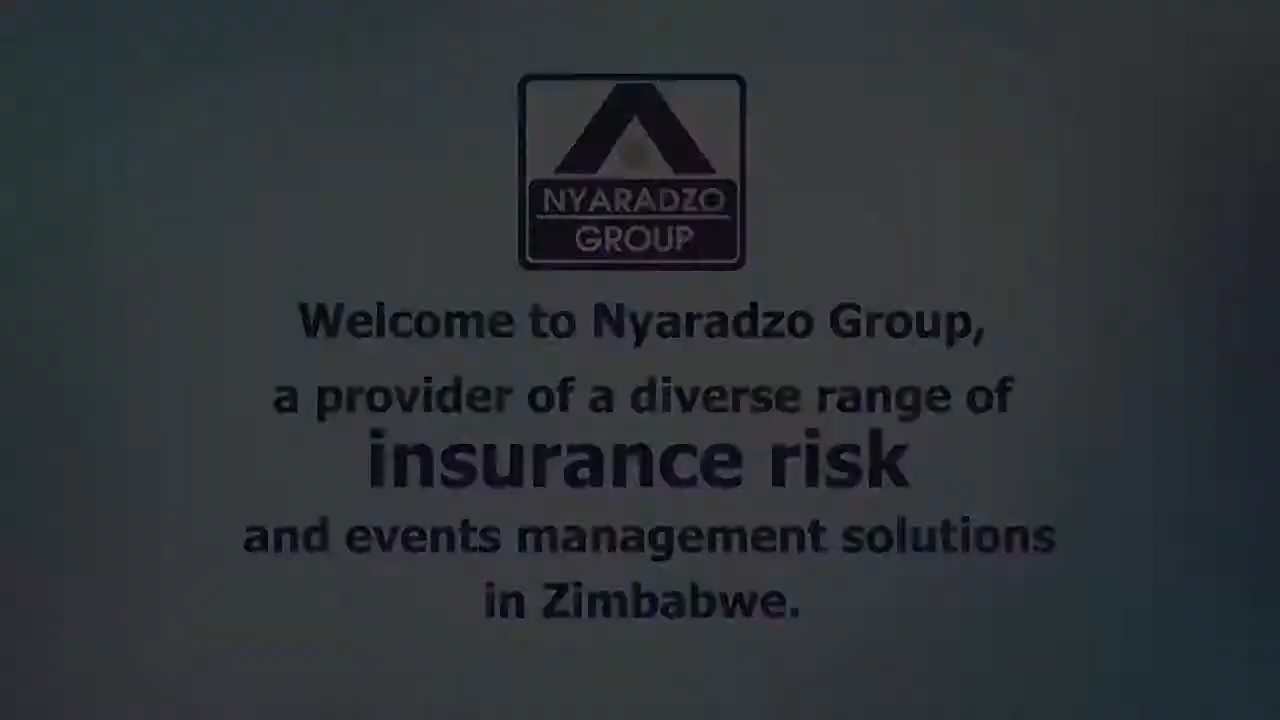 NYARADZO
GROUP
Welcome to Nyaradzo Group,
a provider of a diverse range of
insurance risk
and events management solutions
in Zimbabwe.